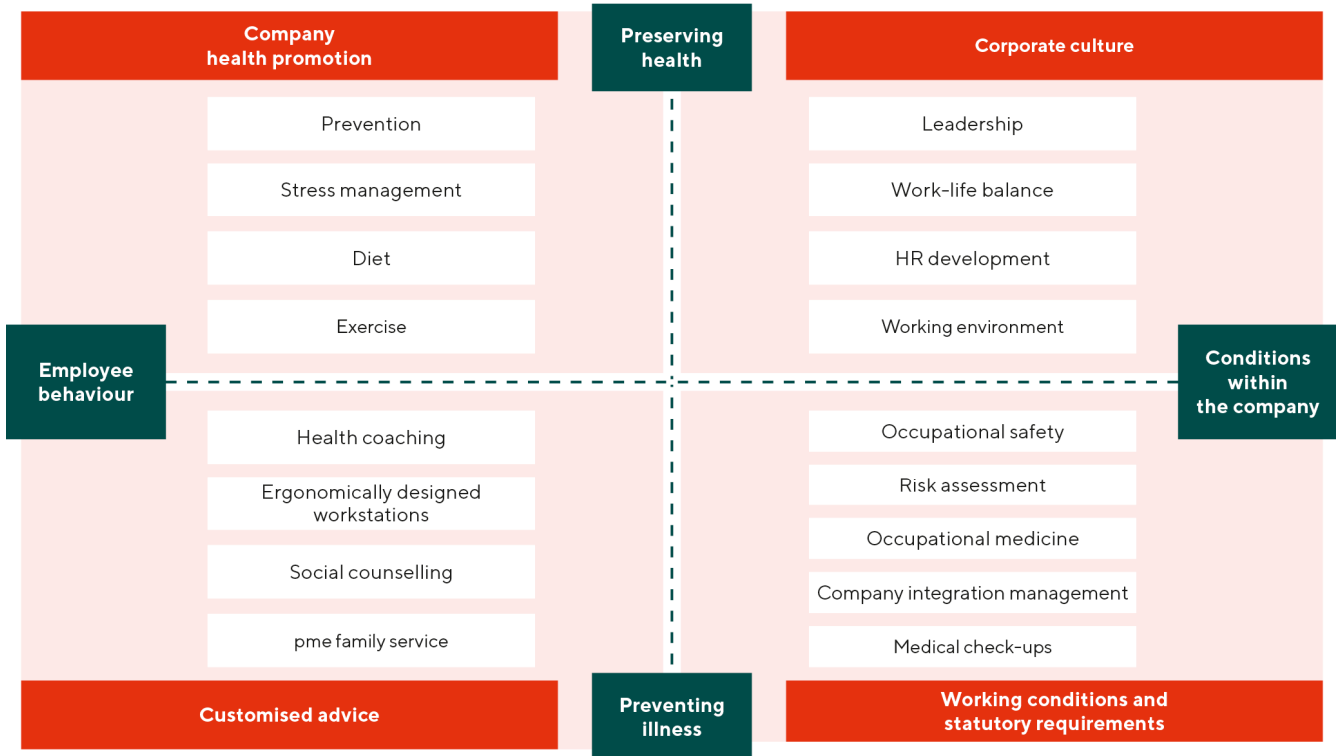 Company
health promotion
Preserving
health
Corporate culture
Prevention
Stress management
Diet
Exercise
Leadership
Work-life balance
HR development
Working environment
Employee
behaviour
Conditions
within
the company
Health coaching
Ergonomically designed
workstations
Social counselling
pme family service
Occupational safety
Risk assessment
Occupational medicine
Company integration management
Medical check-ups
Customised advice
Preventing
illness
Working conditions and
statutory requirements